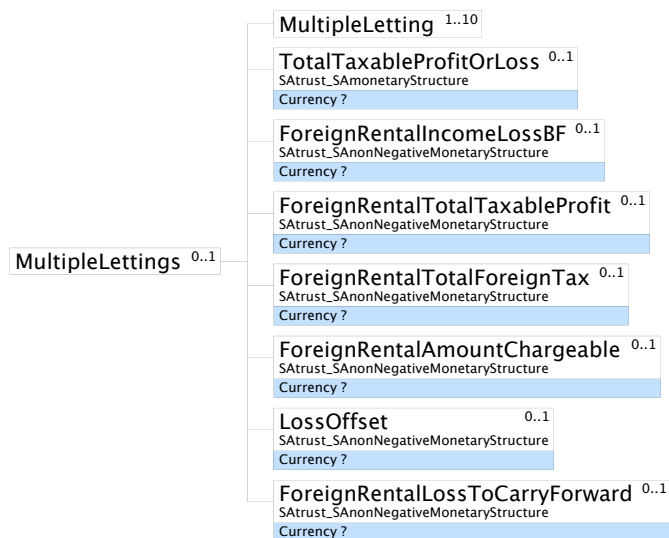 MultipleLetting 1..10
TotalTaxableProfitOrLoss 0..1
SAtrust_SAmonetaryStructure
Currency ?
ForeignRentalIncomeLossBF 0..1
SAtrust_SAnonNegativeMonetaryStructure
Currency ?
ForeignRentalTotalTaxableProfit 0..1
SAtrust_SAnonNegativeMonetaryStructure
Currency ?
MultipleLettings 0..1
ForeignRentalTotalForeignTax 0..1
SAtrust_SAnonNegativeMonetaryStructure
Currency ?
ForeignRentalAmountChargeable 0..1
SAtrust_SAnonNegativeMonetaryStructure
Currency ?
LossOffset 0..1
SAtrust_SAnonNegativeMonetaryStructure
Currency ?
ForeignRentalLossToCarryForward 0..1
SAtrust_SAnonNegativeMonetaryStructure
Currency ?